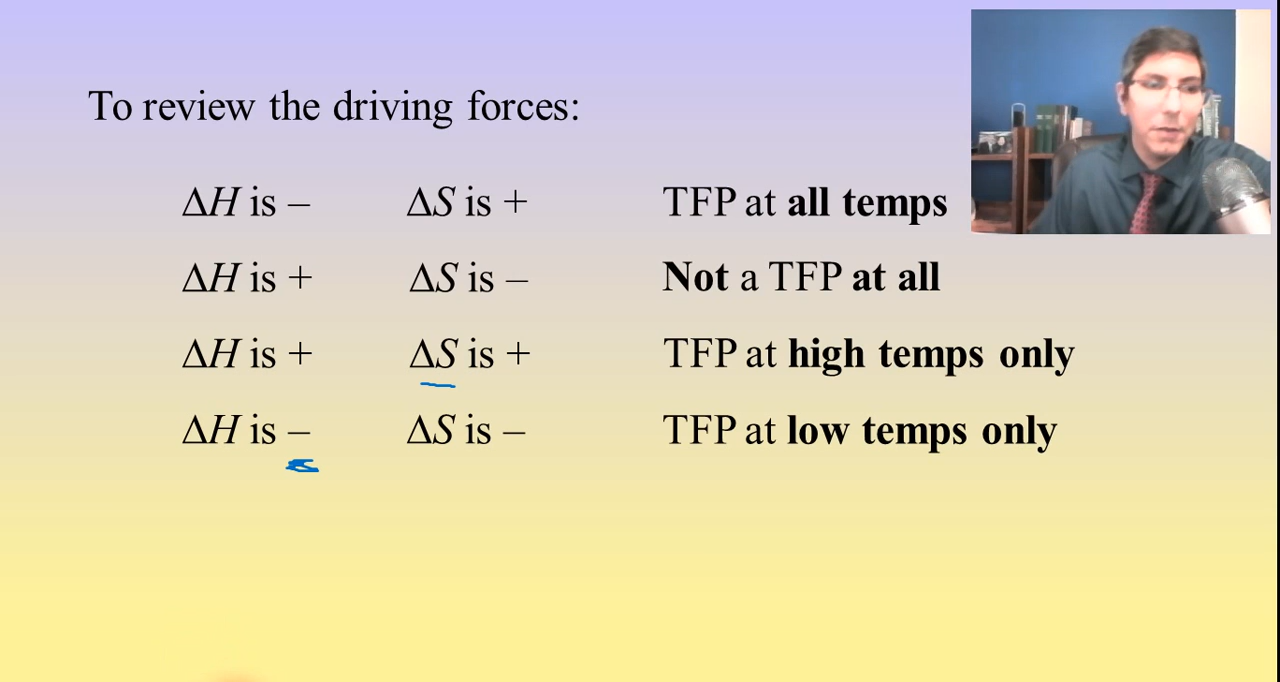 To review the driving forces:
ΔH is – ΔS is + TFP at all temps
ΔH is + ΔS is – Not a TFP at all
ΔH is + ΔS is + TFP at high temps only
ΔH is – ΔS is – TFP at low temps only